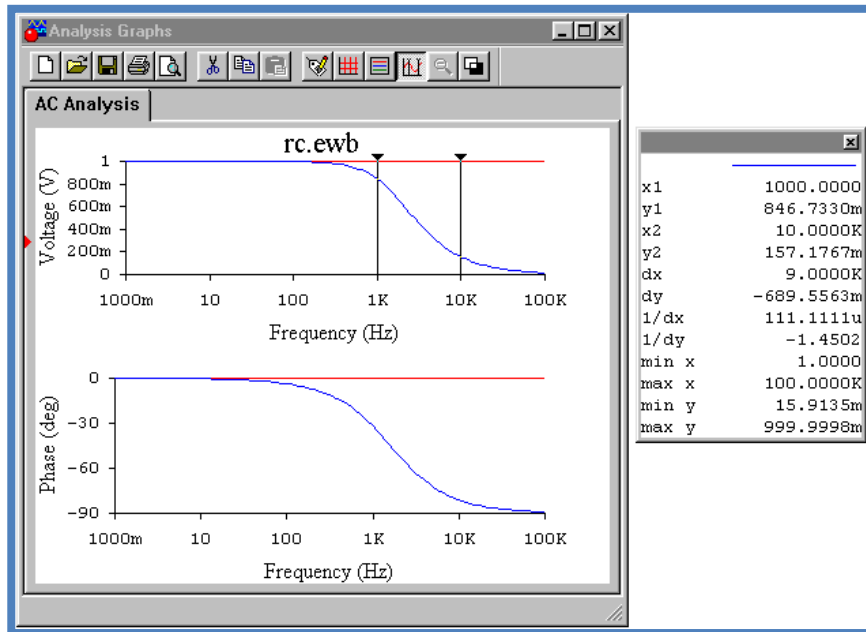 Analysis Graphs
AC Analysis
rc.ewb
Voltage (V)
1
800m
600m
400m
200m
0
1000m 10 100 1K 10K 100K
Frequency (Hz)
Phase (deg)
0
-30
-60
-90
1000m 10 100 1K 10K 100K
Frequency (Hz)
x1 1000.0000
y1 846.7330m
x2 10.0000K
y2 157.1767m
dx 9.0000K
dy -689.5563m
1/dx 111.1111u
1/dy -1.4502
min x 1.0000
max x 100.0000K
min y 15.9135m
max y 999.9998m